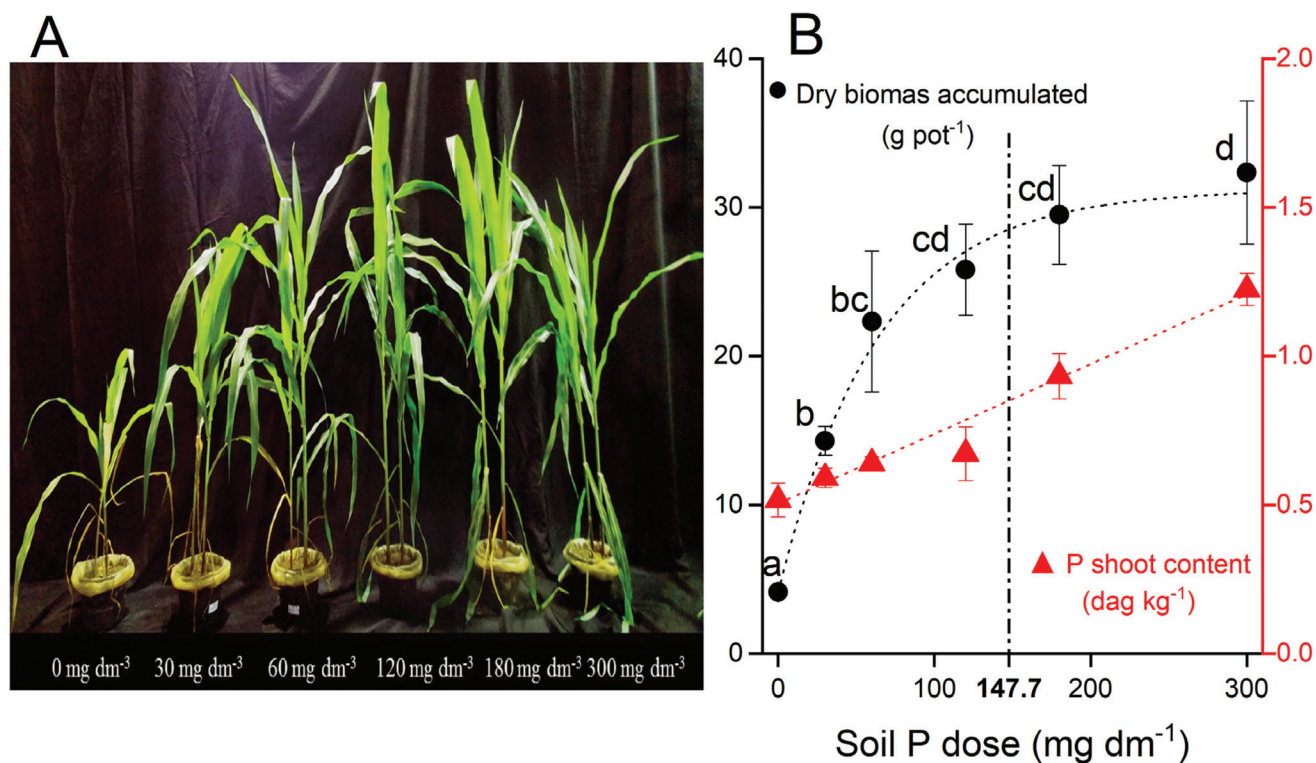 A
0 mg dm⁻³ 30 mg dm⁻³ 60 mg dm⁻³ 120 mg dm⁻³ 180 mg dm⁻³ 300 mg dm⁻³
B
40
30
20
10
0
2.0
1.5
1.0
0.5
0.0
Dry biomas accumulated
(g pot⁻¹)
a
b
bc
cd
cd
d
P shoot content
(dag kg⁻¹)
0 100 147.7 200 300
Soil P dose (mg dm⁻¹)